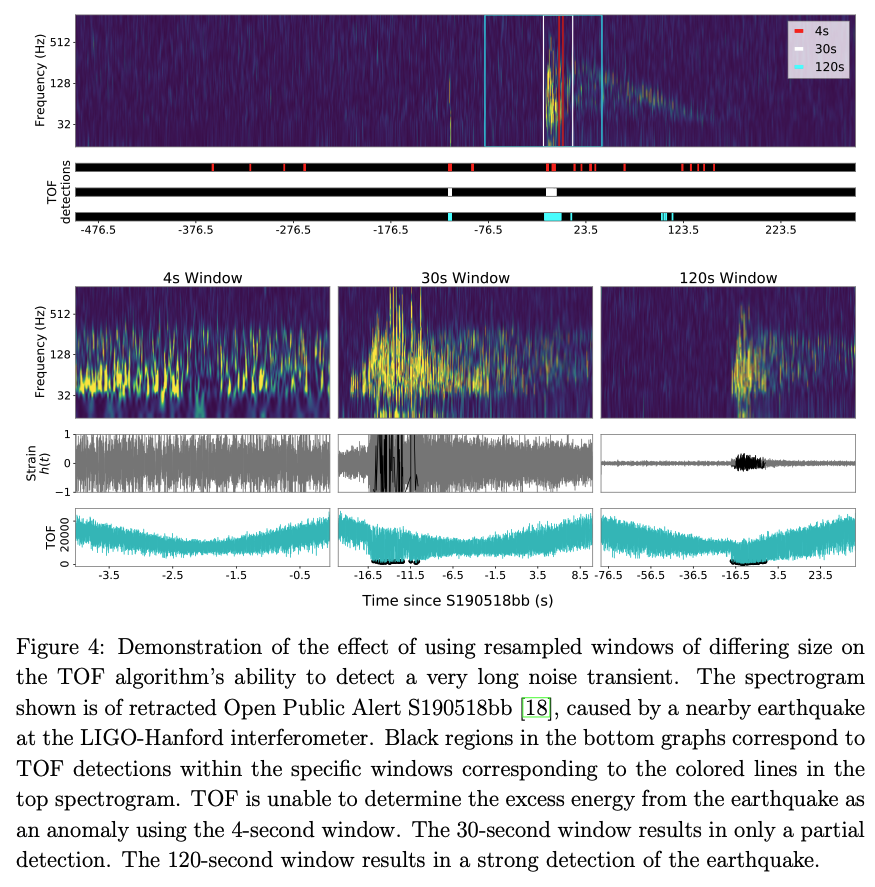 Frequency (Hz)
512
128
32
4s
30s
120s
TOF
detections
-476.5 -376.5 -276.5 -176.5 -76.5 23.5 123.5 223.5
4s Window 30s Window 120s Window
Frequency (Hz)
512
128
32
Strain
h(t)
1
0
−1
TOF
20000
0
-3.5 -2.5 -1.5 -0.5 -16.5 -11.5 -6.5 -1.5 3.5 8.5 -76.5 -56.5 -36.5 -16.5 3.5 23.5
Time since S190518bb (s)
Figure 4: Demonstration of the effect of using resampled windows of differing size on
the TOF algorithm's ability to detect a very long noise transient. The spectrogram
shown is of retracted Open Public Alert S190518bb [18], caused by a nearby earthquake
at the LIGO-Hanford interferometer. Black regions in the bottom graphs correspond to
TOF detections within the specific windows corresponding to the colored lines in the
top spectrogram. TOF is unable to determine the excess energy from the earthquake as
an anomaly using the 4-second window. The 30-second window results in only a partial
detection. The 120-second window results in a strong detection of the earthquake.